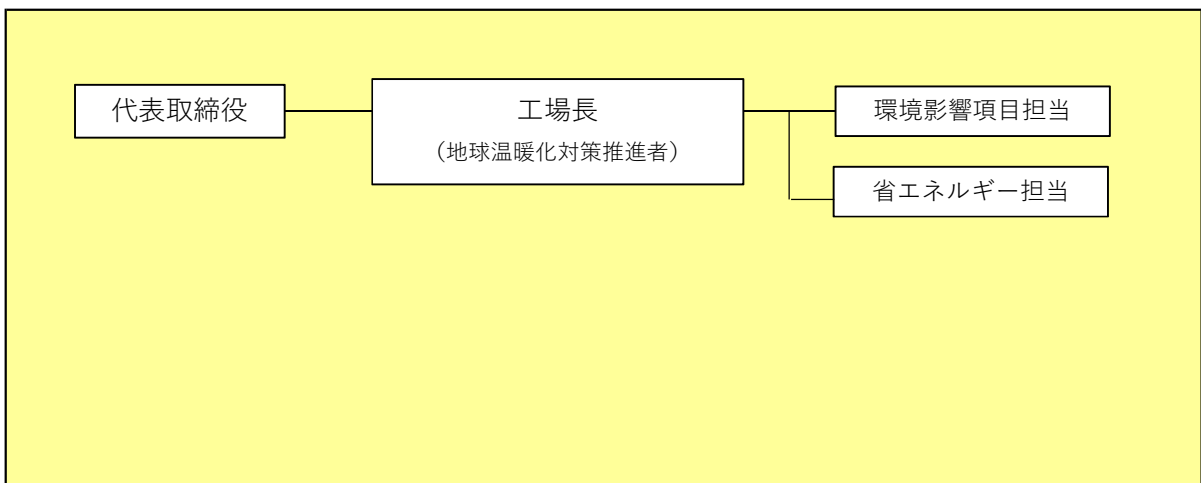 代表取締役
工場長
（地球温暖化対策推進者）
環境影響項目担当
省エネルギー担当